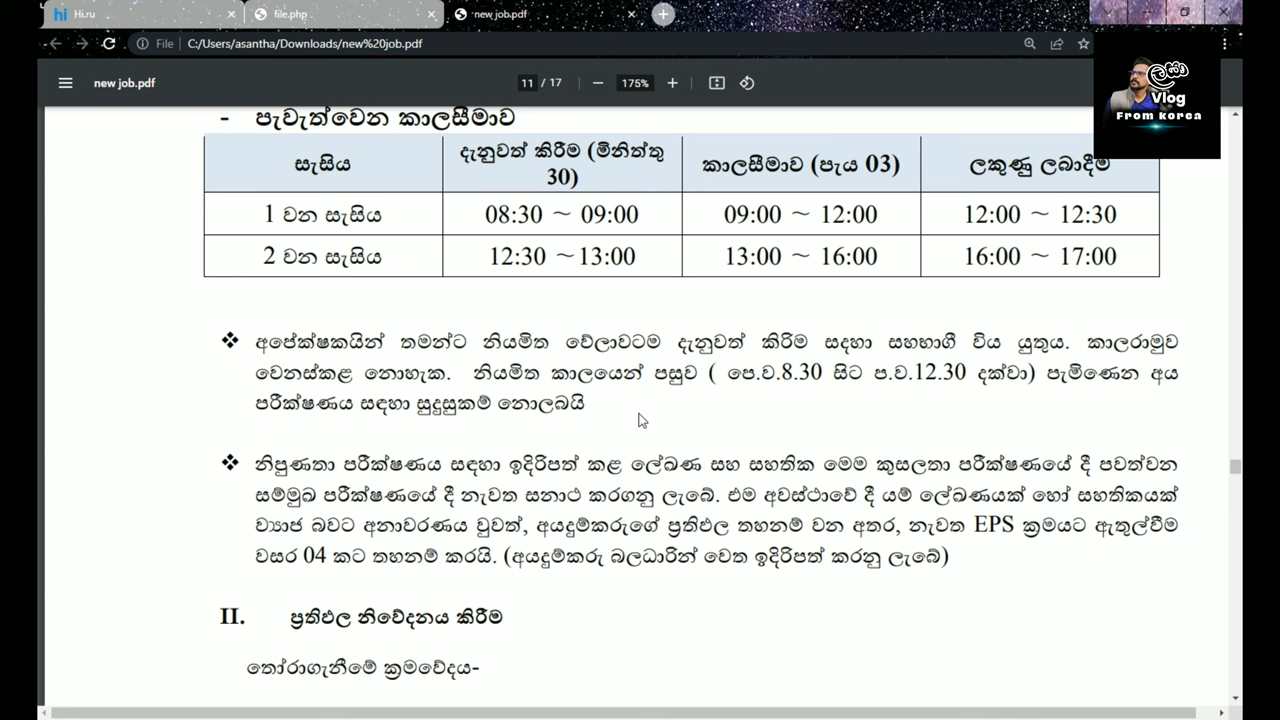 Hi.ru
file.php
new job.pdf
File | C:/Users/asantha/Downloads/new%20job.pdf
new job.pdf
11 / 17
175%
ලස්ස
Vlog
From korea
- පැවැත්වෙන කාලසීමාව
සැසිය
දැනුවත් කිරීම (මිනිත්තු 30)
කාලසීමාව (පැය 03)
ලකුණු ලබාදීම
1 වන සැසිය 08:30 ~ 09:00 09:00 ~ 12:00 12:00 ~ 12:30
2 වන සැසිය 12:30 ~13:00 13:00 ~ 16:00 16:00 ~ 17:00
❖ අපේක්ෂකයින් තමන්ට නියමිත වේලාවටම දැනුවත් කිරිම සදහා සහභාගී විය යුතුය. කාලරාමුව
වෙනස්කළ නොහැක. නියමිත කාලයෙන් පසුව ( පෙ.ව.8.30 සිට ප.ව.12.30 දක්වා) පැමිණෙන අය
පරීක්ෂණය සඳහා සුදුසුකම් නොලබයි
❖ නිපුණතා පරීක්ෂණය සඳහා ඉදිරිපත් කළ ලේඛණ සහ සහතික මෙම කුසලතා පරීක්ෂණයේ දී පවත්වන
සම්මුඛ පරීක්ෂණයේ දී නැවත සනාථ කරගනු ලැබේ. එම අවස්ථාවේ දී යම් ලේඛණයක් හෝ සහතිකයක්
ව්‍යාජ බවට අනාවරණය වුවත්, අයදුම්කරුගේ ප්‍රතිඵල තහනම් වන අතර, නැවත EPS ක්‍රමයට ඇතුල්වීම
වසර 04 කට තහනම් කරයි. (අයදුම්කරු බලධාරින් වෙත ඉදිරිපත් කරනු ලැබේ)
II. ප්‍රතිඵල නිවේදනය කිරීම
තෝරාගැනීමේ ක්‍රමවේදය-